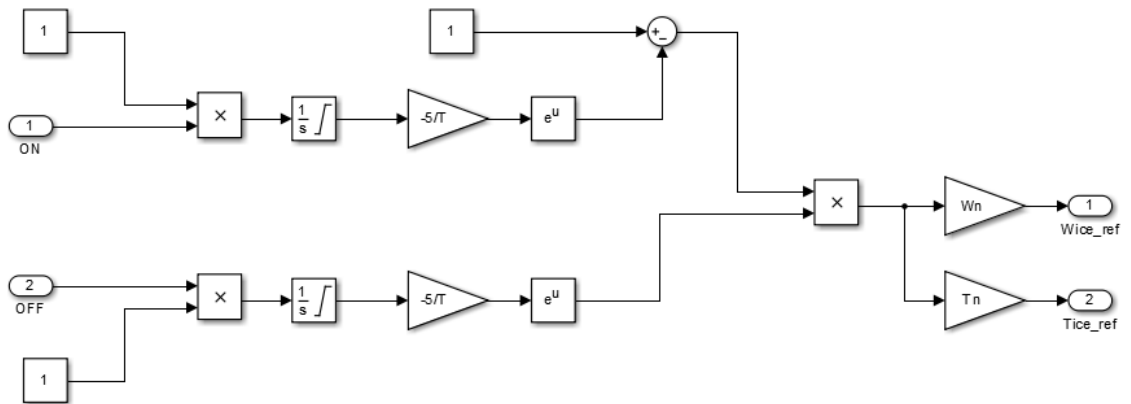 1
1
+-
×
1/s
-5/T
e^u
1
ON
×
Wn
1
Wice_ref
2
OFF
×
1/s
-5/T
e^u
Tn
2
Tice_ref
1